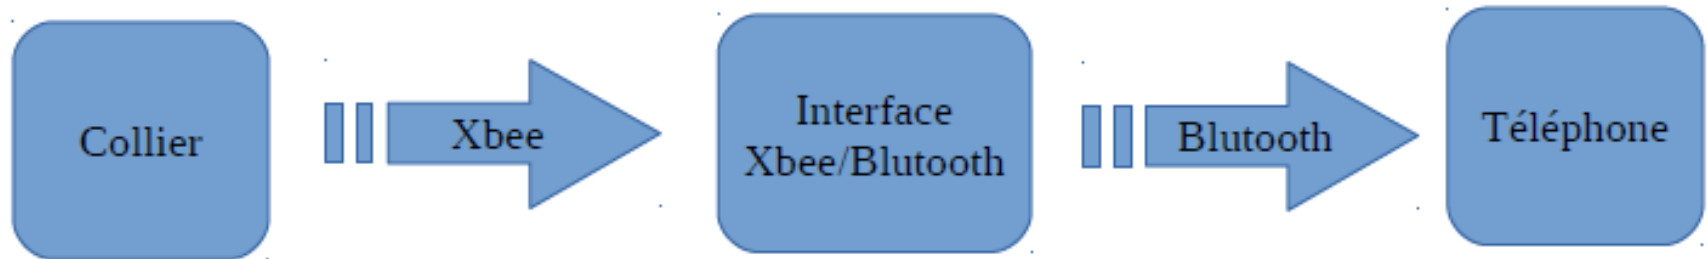 Collier
Xbee
Interface
Xbee/Blutooth
Blutooth
Téléphone